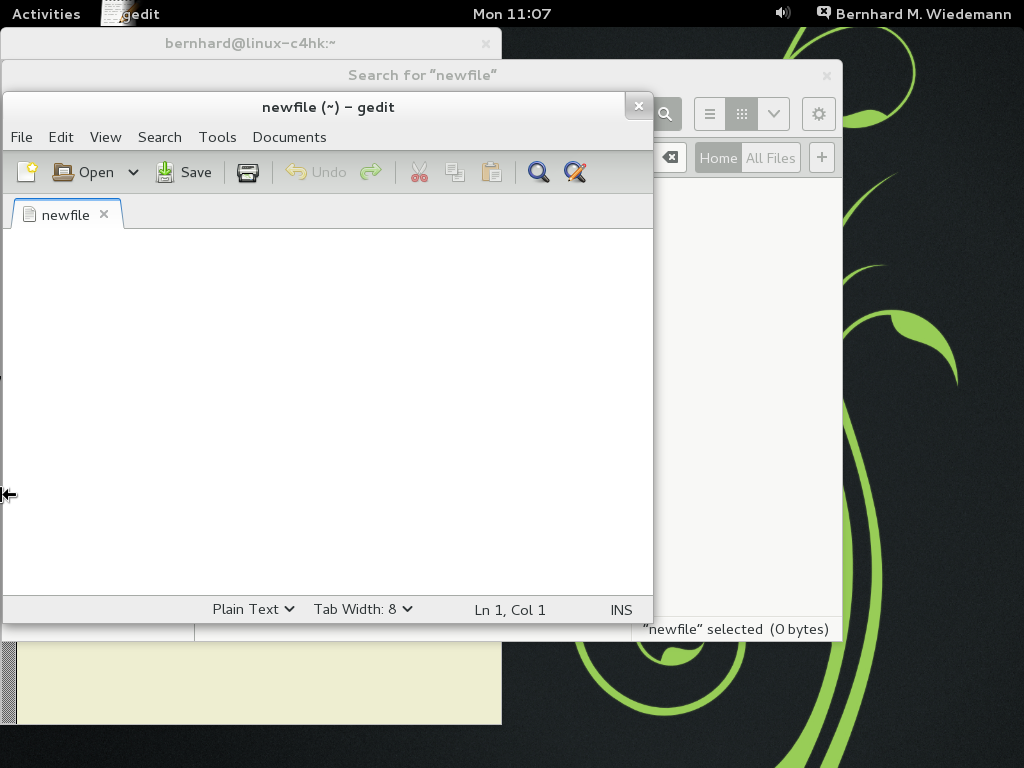 Activities gedit Mon 11:07 Bernhard M. Wiedemann
bernhard@linux-c4hk:~
Search for “newfile”
newfile (~) – gedit
File Edit View Search Tools Documents
Open Save Undo
Home All Files
newfile
Plain Text Tab Width: 8 Ln 1, Col 1 INS
“newfile” selected (0 bytes)